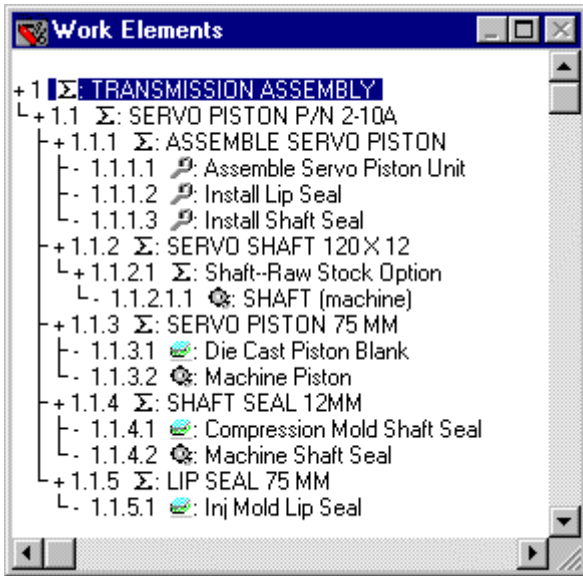 Work Elements
+ 1 Σ: TRANSMISSION ASSEMBLY
+ 1.1 Σ: SERVO PISTON P/N 2-10A
+ 1.1.1 Σ: ASSEMBLE SERVO PISTON
- 1.1.1.1 : Assemble Servo Piston Unit
- 1.1.1.2 : Install Lip Seal
- 1.1.1.3 : Install Shaft Seal
+ 1.1.2 Σ: SERVO SHAFT 120 X 12
+ 1.1.2.1 Σ: Shaft--Raw Stock Option
- 1.1.2.1.1 : SHAFT (machine)
+ 1.1.3 Σ: SERVO PISTON 75 MM
- 1.1.3.1 : Die Cast Piston Blank
- 1.1.3.2 : Machine Piston
+ 1.1.4 Σ: SHAFT SEAL 12MM
- 1.1.4.1 : Compression Mold Shaft Seal
- 1.1.4.2 : Machine Shaft Seal
+ 1.1.5 Σ: LIP SEAL 75 MM
- 1.1.5.1 : Inj Mold Lip Seal